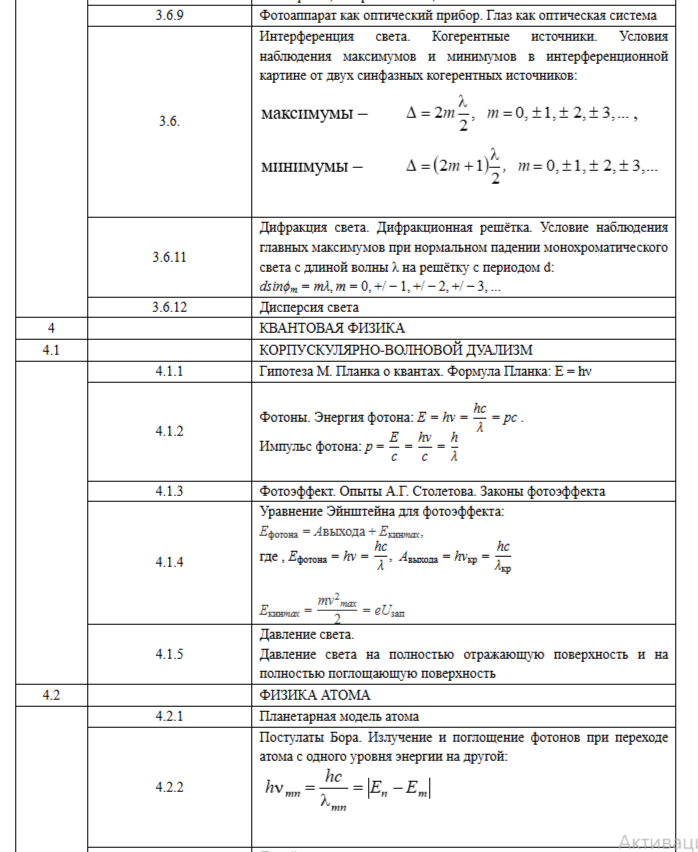 3.6.9 Фотоаппарат как оптический прибор. Глаз как оптическая система
Интерференция света. Когерентные источники. Условия
наблюдения максимумов и минимумов в интерференционной
картине от двух синфазных когерентных источников:
3.6.
максимумы – Δ = 2m λ/2, m = 0, ±1, ± 2, ± 3,... ,
минимумы – Δ = (2m + 1) λ/2, m = 0, ±1, ± 2, ± 3,...
Дифракция света. Дифракционная решётка. Условие наблюдения
3.6.11 главных максимумов при нормальном падении монохроматического
света с длиной волны λ на решётку с периодом d:
dsinϕm = mλ, m = 0, +/− 1, +/− 2, +/− 3, ...
3.6.12 Дисперсия света
4 КВАНТОВАЯ ФИЗИКА
4.1 КОРПУСКУЛЯРНО-ВОЛНОВОЙ ДУАЛИЗМ
4.1.1 Гипотеза М. Планка о квантах. Формула Планка: E = hν
4.1.2 Фотоны. Энергия фотона: E = hν = hc/λ = pc .
Импульс фотона: p = E/c = hν/c = h/λ
4.1.3 Фотоэффект. Опыты А.Г. Столетова. Законы фотоэффекта
Уравнение Эйнштейна для фотоэффекта:
Eфотона = Aвыхода + Eкинmax,
4.1.4 где , Eфотона = hν = hc/λ, Aвыхода = hνкр = hc/λкр
Eкинmax = mv²max/2 = eUзап
Давление света.
4.1.5 Давление света на полностью отражающую поверхность и на
полностью поглощающую поверхность
4.2 ФИЗИКА АТОМА
4.2.1 Планетарная модель атома
Постулаты Бора. Излучение и поглощение фотонов при переходе
атома с одного уровня энергии на другой:
4.2.2 hνmn = hc/λmn = |En − Em|
Активаци